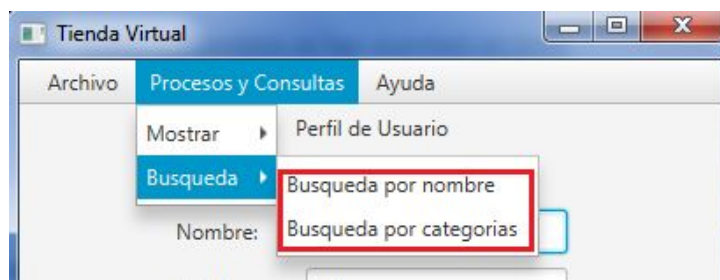 Tienda Virtual
Archivo Procesos y Consultas Ayuda
Mostrar
Perfil de Usuario
Busqueda
Busqueda por nombre
Busqueda por categorias
Nombre: